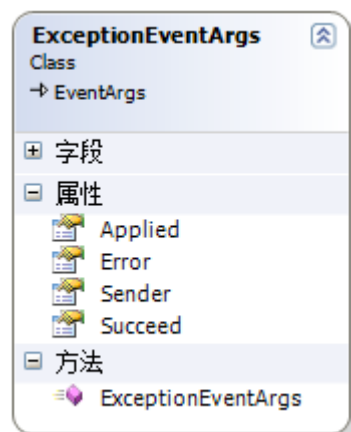 ExceptionEventArgs
Class
EventArgs
字段
属性
Applied
Error
Sender
Succeed
方法
ExceptionEventArgs